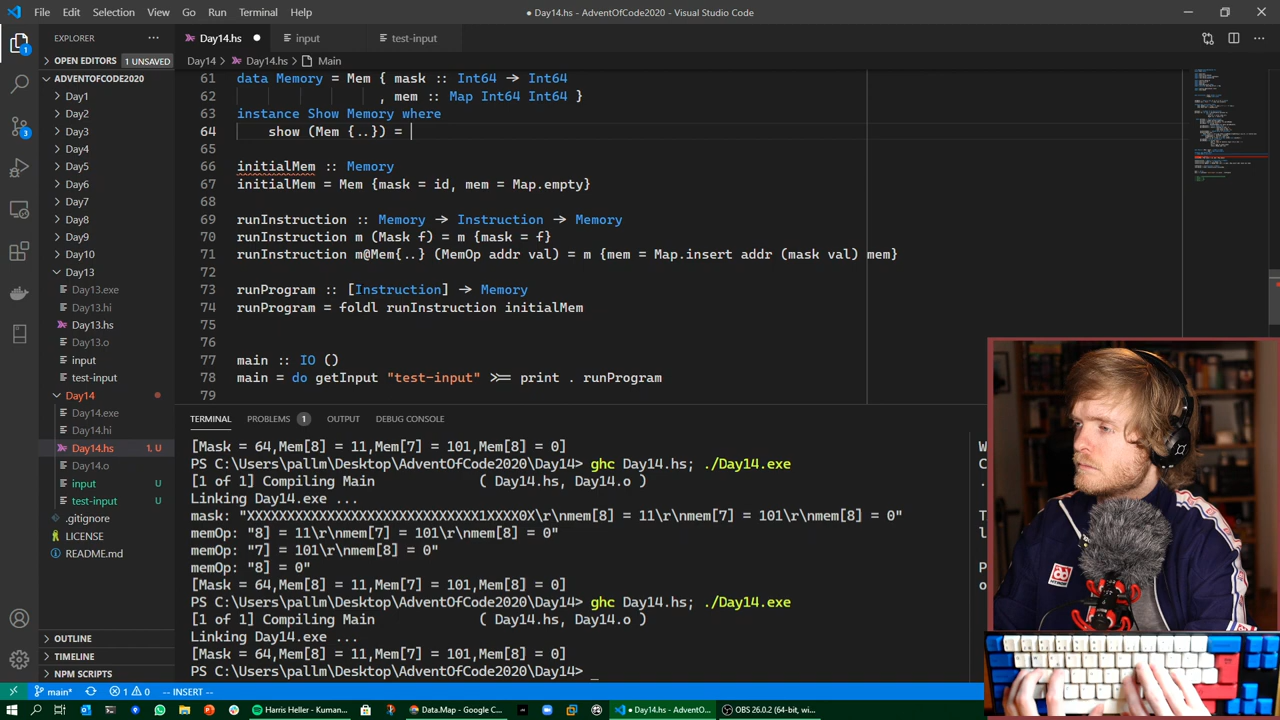 File Edit Selection View Go Run Terminal Help
● Day14.hs - AdventOfCode2020 - Visual Studio Code
EXPLORER
Day14.hs
input
test-input
OPEN EDITORS 1 UNSAVED
Day14 > Day14.hs > Main
ADVENTOFCODE2020
Day1
Day2
Day3
Day4
Day5
Day6
Day7
Day8
Day9
Day10
Day13
Day13.exe
Day13.hi
Day13.hs
Day13.o
input
test-input
Day14
Day14.exe
Day14.hi
Day14.hs 1, U
Day14.o
input U
test-input U
.gitignore
LICENSE
README.md
OUTLINE
TIMELINE
NPM SCRIPTS
61 data Memory = Mem { mask :: Int64 → Int64
62 , mem :: Map Int64 Int64 }
63 instance Show Memory where
64 show (Mem {..}) =
65
66 initialMem :: Memory
67 initialMem = Mem {mask = id, mem = Map.empty}
68
69 runInstruction :: Memory → Instruction → Memory
70 runInstruction m (Mask f) = m {mask = f}
71 runInstruction m@Mem{..} (MemOp addr val) = m {mem = Map.insert addr (mask val) mem}
72
73 runProgram :: [Instruction] → Memory
74 runProgram = foldl runInstruction initialMem
75
76
77 main :: IO ()
78 main = do getInput "test-input" >>= print . runProgram
79
TERMINAL PROBLEMS 1 OUTPUT DEBUG CONSOLE
[Mask = 64,Mem[8] = 11,Mem[7] = 101,Mem[8] = 0]
PS C:\Users\pallm\Desktop\AdventOfCode2020\Day14> ghc Day14.hs; ./Day14.exe
[1 of 1] Compiling Main ( Day14.hs, Day14.o )
Linking Day14.exe ...
mask: "XXXXXXXXXXXXXXXXXXXXXXXXXXXXX1XXXX0X\r\nmem[8] = 11\r\nmem[7] = 101\r\nmem[8] = 0"
memOp: "8] = 11\r\nmem[7] = 101\r\nmem[8] = 0"
memOp: "7] = 101\r\nmem[8] = 0"
memOp: "8] = 0"
[Mask = 64,Mem[8] = 11,Mem[7] = 101,Mem[8] = 0]
PS C:\Users\pallm\Desktop\AdventOfCode2020\Day14> ghc Day14.hs; ./Day14.exe
[1 of 1] Compiling Main ( Day14.hs, Day14.o )
Linking Day14.exe ...
[Mask = 64,Mem[8] = 11,Mem[7] = 101,Mem[8] = 0]
PS C:\Users\pallm\Desktop\AdventOfCode2020\Day14> _
main* 1 0 -- INSERT --
Harris Heller - Kuman...
Data.Map - Google C...
● Day14.hs - AdventO...
OBS 26.0.2 (64-bit, w...